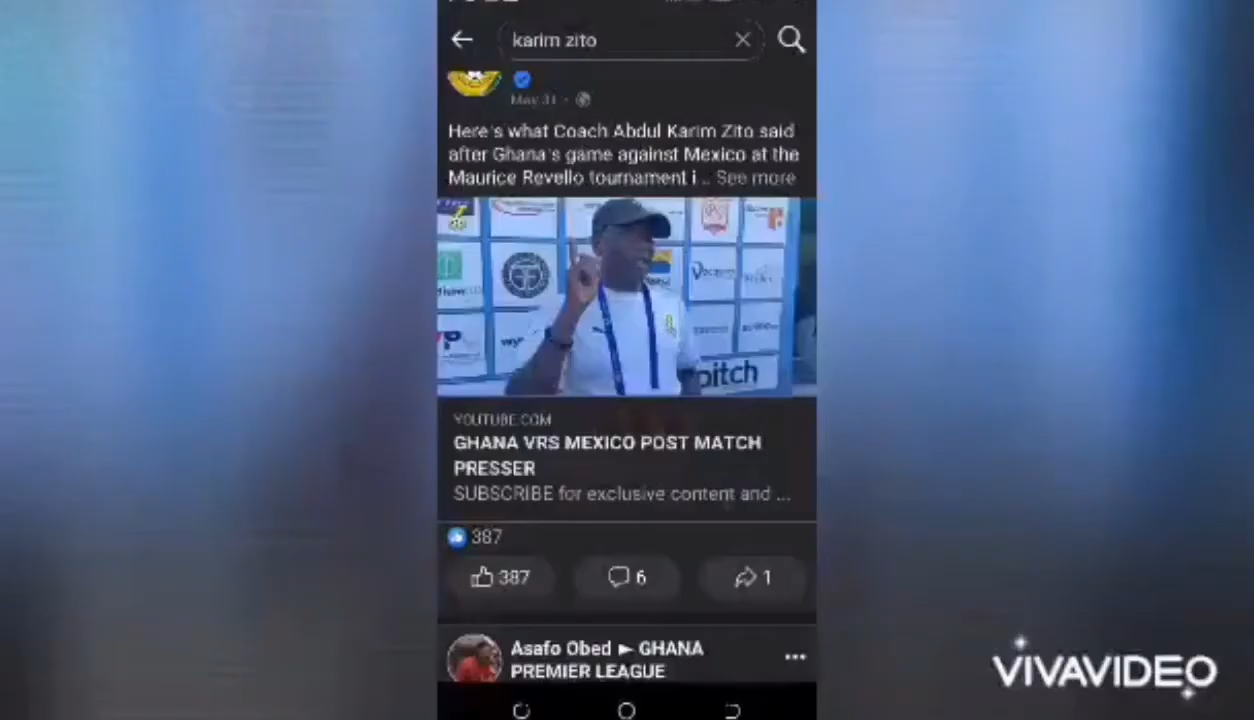 karim zito
May 31
Here's what Coach Abdul Karim Zito said
after Ghana's game against Mexico at the
Maurice Revello tournament i... See more
pitch
YOUTUBE.COM
GHANA VRS MEXICO POST MATCH
PRESSER
SUBSCRIBE for exclusive content and ...
387
387
6
1
Asafo Obed ► GHANA
PREMIER LEAGUE
VIVAVIDEO